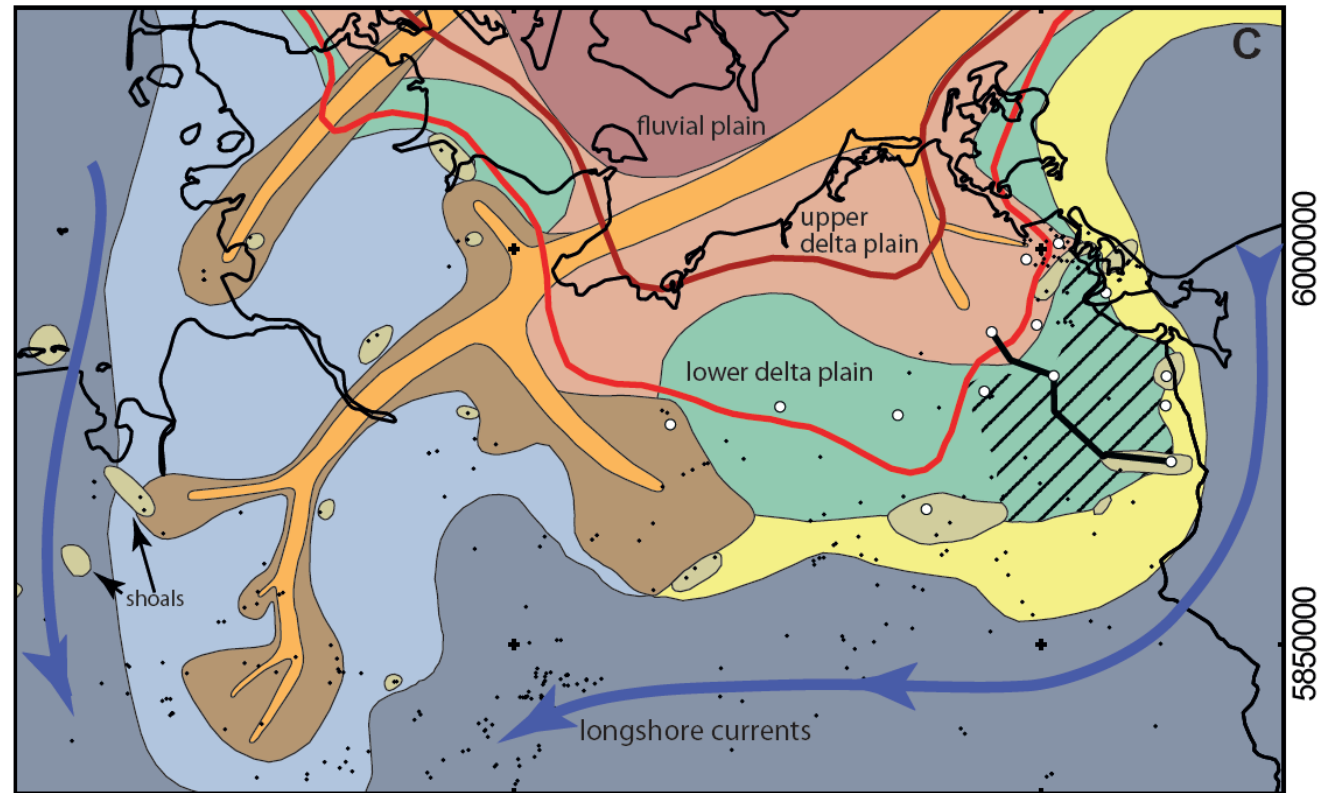 C
fluvial plain
upper
delta plain
6000000
lower delta plain
shoals
5850000
longshore currents